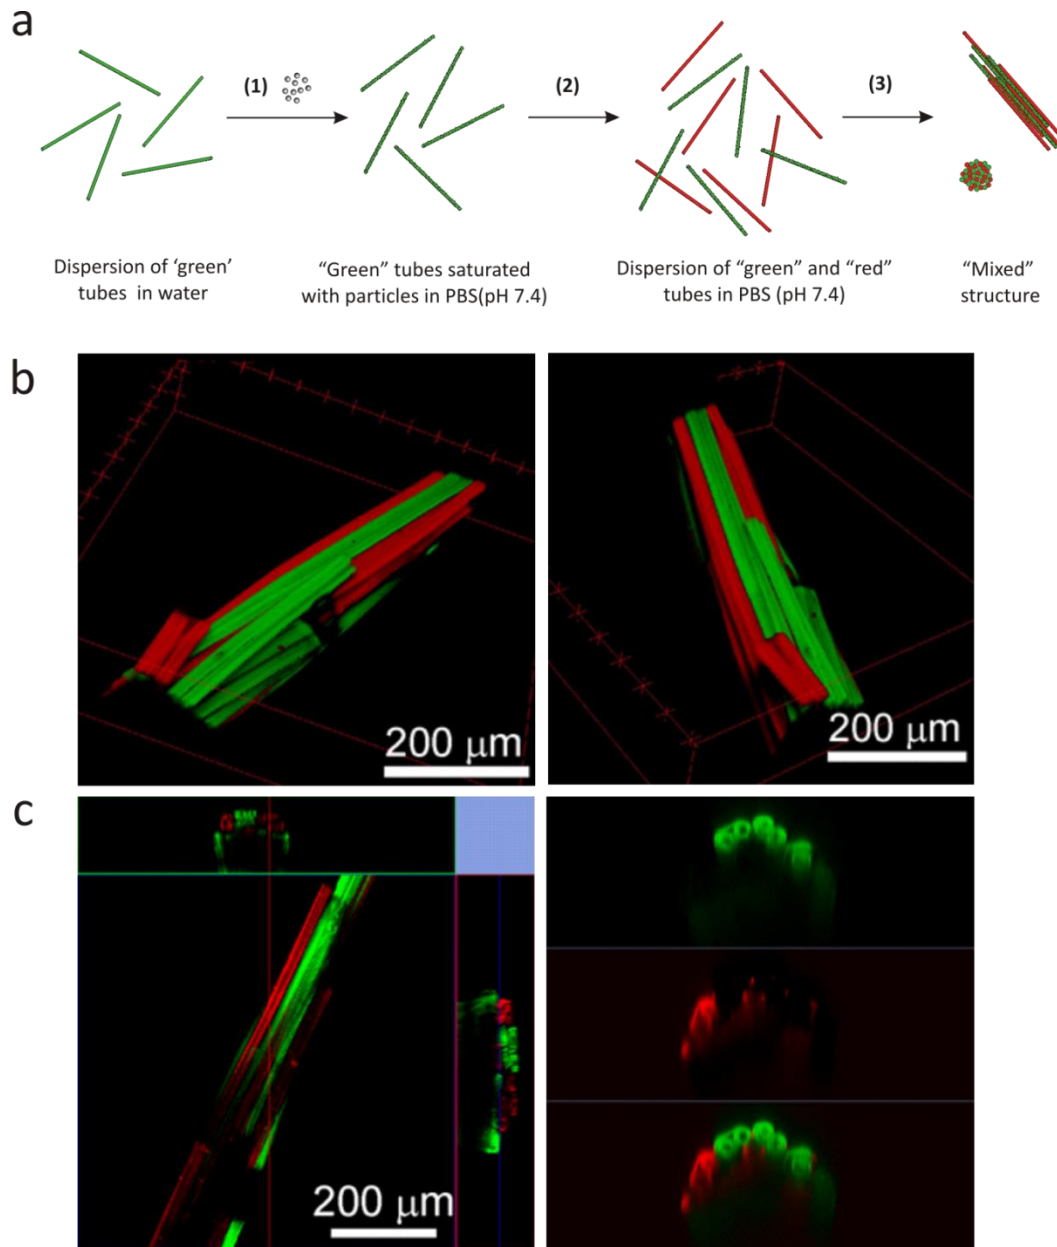 a
(1)
(2)
(3)
Dispersion of ‘green’
tubes in water
“Green” tubes saturated
with particles in PBS(pH 7.4)
Dispersion of “green” and “red”
tubes in PBS (pH 7.4)
“Mixed”
structure
b
200 μm
200 μm
c
200 μm